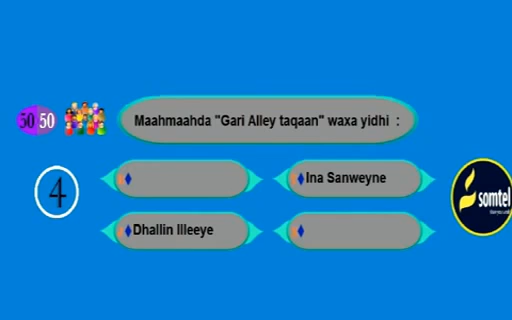 50 50
Maahmaahda "Gari Alley taqaan" waxa yidhi :
4
Ina Sanweyne
somtel
Dhallin Illeeye